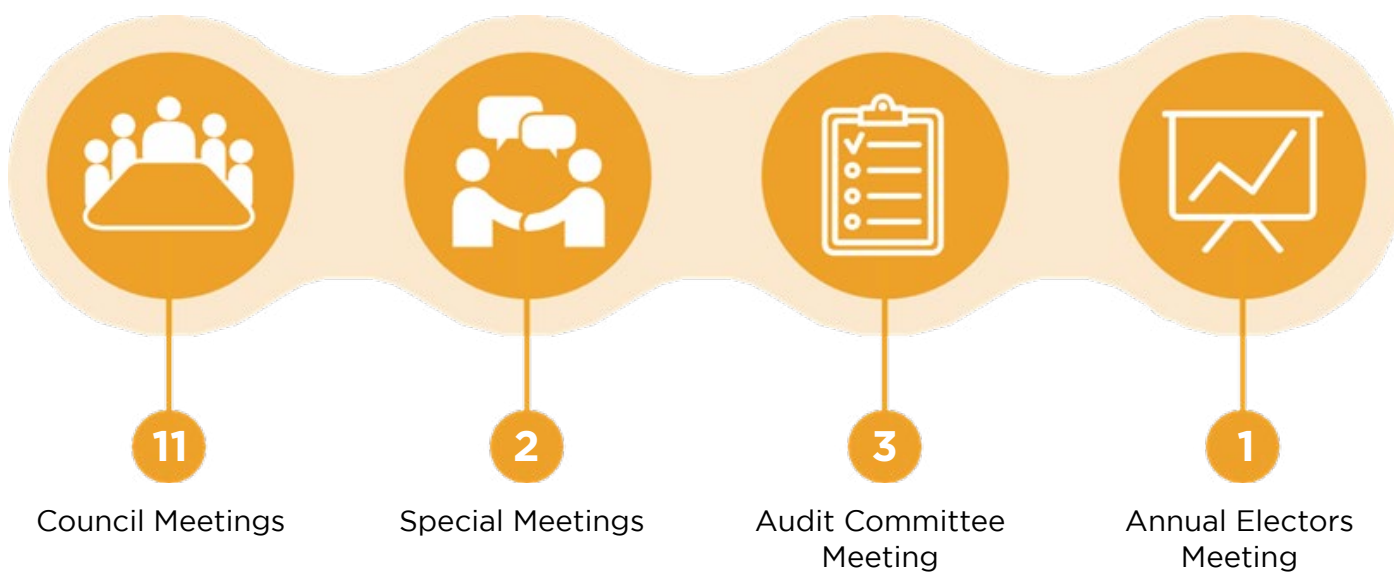 11
Council Meetings
2
Special Meetings
3
Audit Committee
Meeting
1
Annual Electors
Meeting